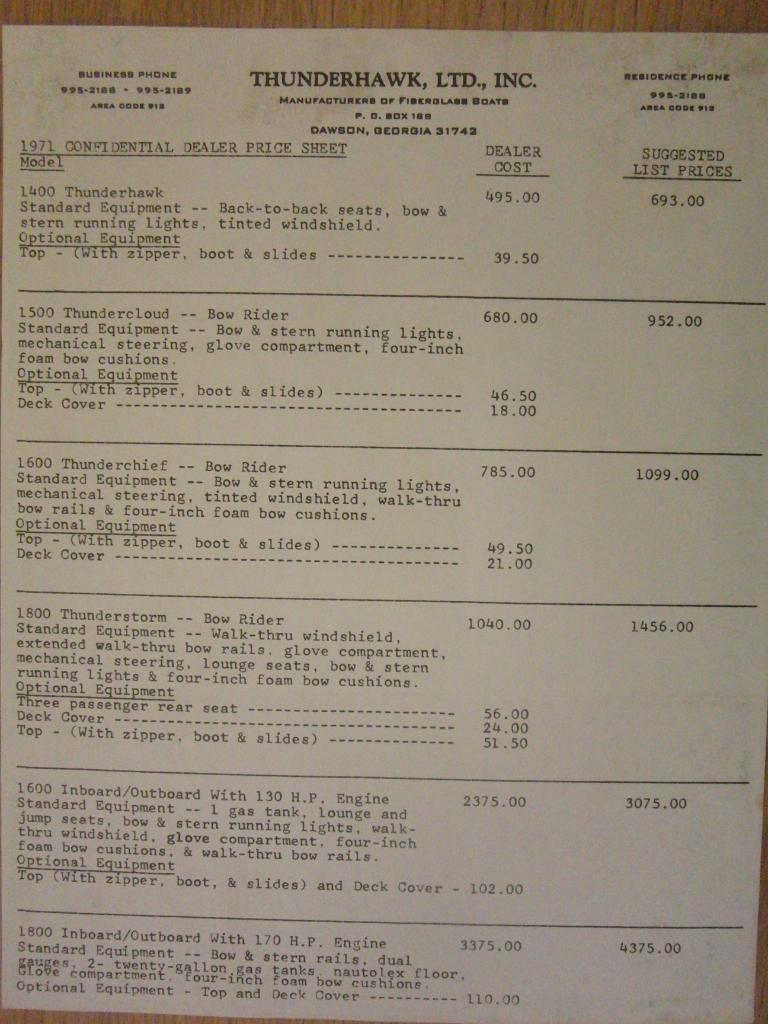 BUSINESS PHONE
995-2188 - 995-2189
AREA CODE 912
THUNDERHAWK, LTD., INC.
MANUFACTURERS OF FIBERGLASS BOATS
P. O. BOX 188
DAWSON, GEORGIA 31742
RESIDENCE PHONE
995-2188
AREA CODE 912
1971 CONFIDENTIAL DEALER PRICE SHEET
Model
DEALER
COST
SUGGESTED
LIST PRICES
1400 Thunderhawk 495.00 693.00
Standard Equipment -- Back-to-back seats, bow &
stern running lights, tinted windshield.
Optional Equipment
Top - (With zipper, boot & slides --------------- 39.50
1500 Thundercloud -- Bow Rider 680.00 952.00
Standard Equipment -- Bow & stern running lights,
mechanical steering, glove compartment, four-inch
foam bow cushions.
Optional Equipment
Top - (With zipper, boot & slides) -------------- 46.50
Deck Cover -------------------------------------- 18.00
1600 Thunderchief -- Bow Rider 785.00 1099.00
Standard Equipment -- Bow & stern running lights,
mechanical steering, tinted windshield, walk-thru
bow rails & four-inch foam bow cushions.
Optional Equipment
Top - (With zipper, boot & slides) -------------- 49.50
Deck Cover -------------------------------------- 21.00
1800 Thunderstorm -- Bow Rider 1040.00 1456.00
Standard Equipment -- Walk-thru windshield,
extended walk-thru bow rails, glove compartment,
mechanical steering, lounge seats, bow & stern
running lights & four-inch foam bow cushions.
Optional Equipment
Three passenger rear seat ----------------------- 56.00
Deck Cover -------------------------------------- 24.00
Top - (With zipper, boot & slides) -------------- 51.50
1600 Inboard/Outboard With 130 H.P. Engine 2375.00 3075.00
Standard Equipment -- 1 gas tank, lounge and
jump seats, bow & stern running lights, walk-
thru windshield, glove compartment, four-inch
foam bow cushions, & walk-thru bow rails.
Optional Equipment
Top (With zipper, boot, & slides) and Deck Cover - 102.00
1800 Inboard/Outboard With 170 H.P. Engine 3375.00 4375.00
Standard Equipment -- Bow & stern rails, dual
gauges, 2- twenty-gallon gas tanks, nautolex floor,
Glove compartment, four-inch foam bow cushions.
Optional Equipment - Top and Deck Cover ---------- 110.00